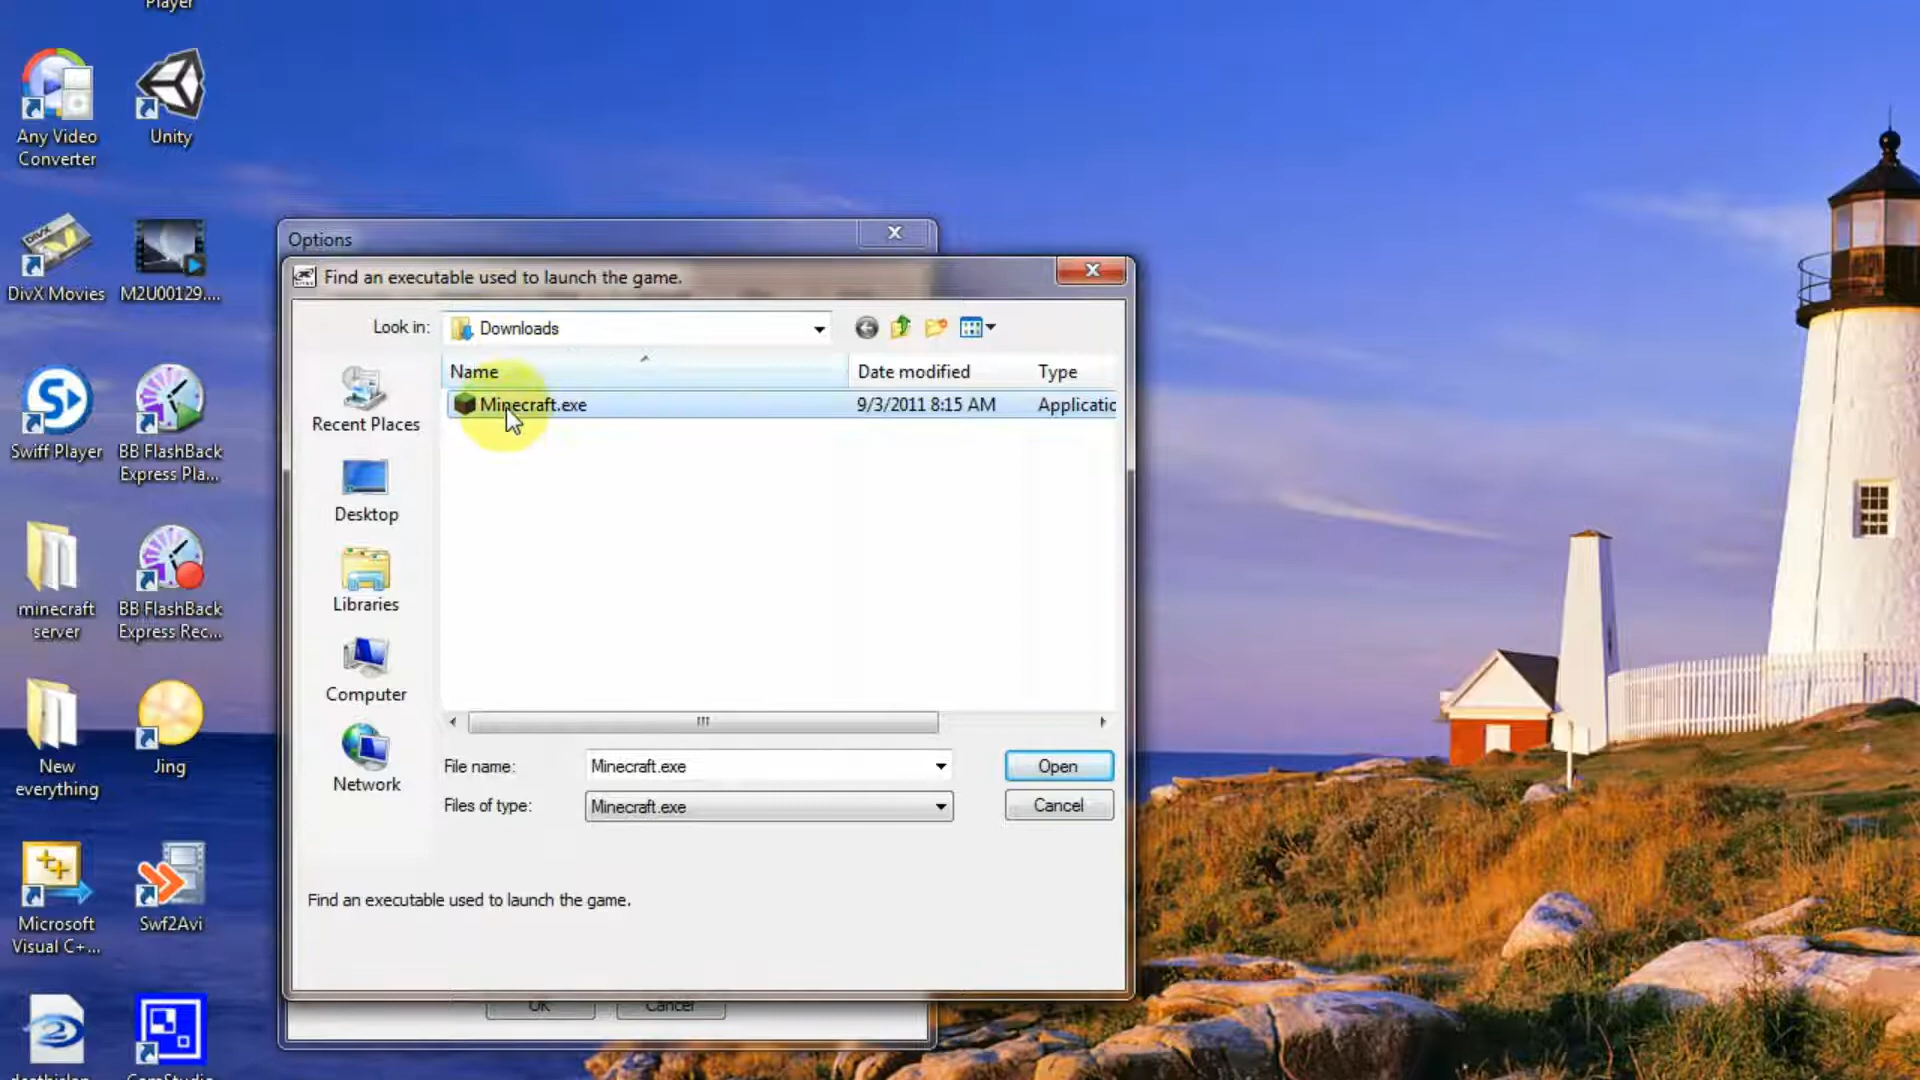 Player
Any Video
Converter
Unity
DivX Movies
M2U00129....
Swiff Player
BB FlashBack
Express Pla...
minecraft
server
BB FlashBack
Express Rec...
New
everything
Jing
Microsoft
Visual C+...
Swf2Avi
CamStudio
Options
Find an executable used to launch the game.
Look in:
Downloads
Name
Date modified
Type
Minecraft.exe
9/3/2011 8:15 AM
Applicatic
Recent Places
Desktop
Libraries
Computer
Network
File name:
Minecraft.exe
Open
Files of type:
Minecraft.exe
Cancel
Find an executable used to launch the game.
OK
Cancel